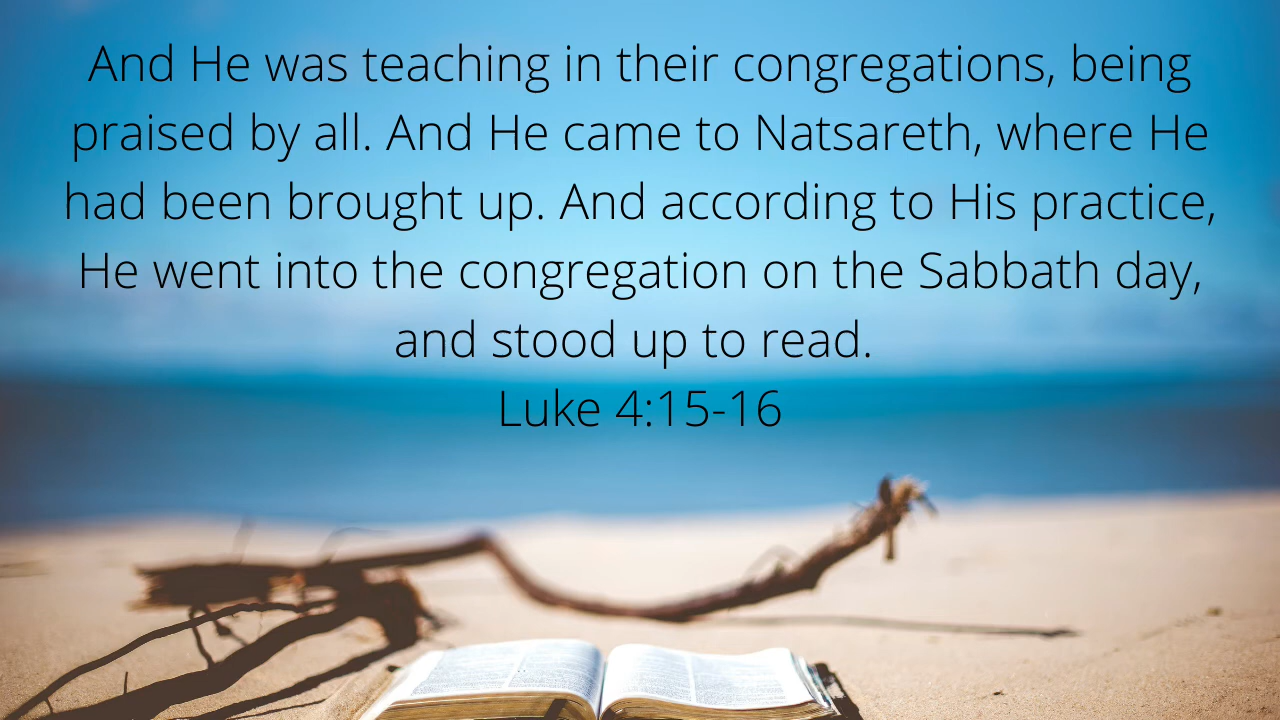 And He was teaching in their congregations, being
praised by all. And He came to Natsareth, where He
had been brought up. And according to His practice,
He went into the congregation on the Sabbath day,
and stood up to read.
Luke 4:15-16